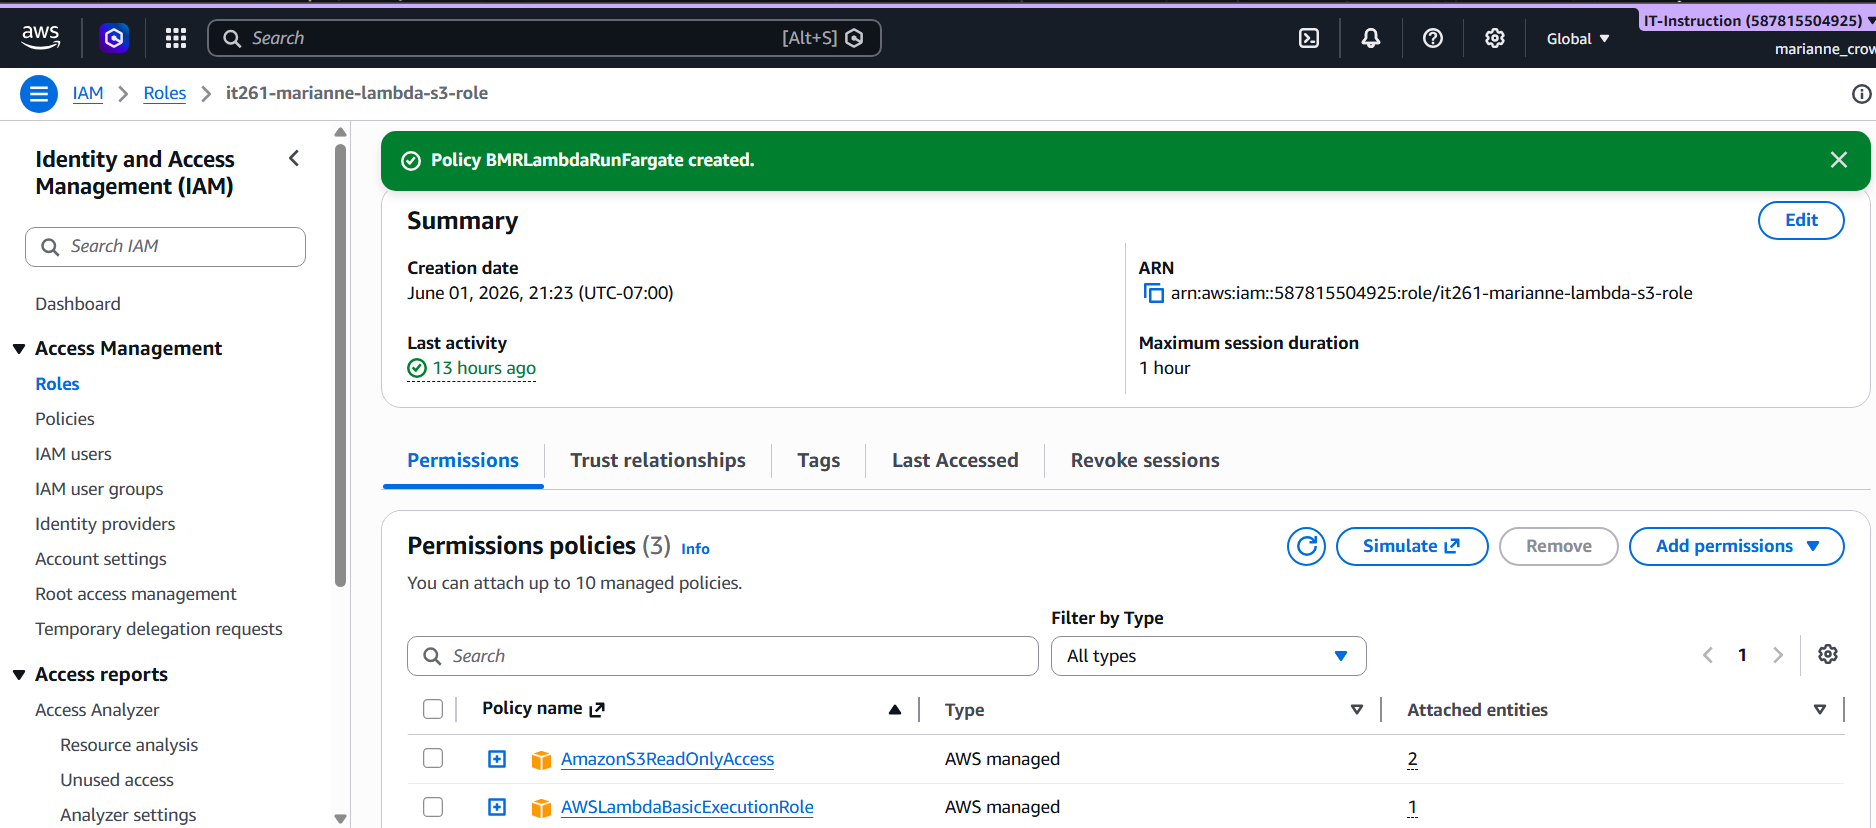 aws
Search
[Alt+S]
Global
IT-Instruction (587815504925)
marianne_crow
IAM
Roles
it261-marianne-lambda-s3-role
Identity and Access
Management (IAM)
Search IAM
Dashboard
Access Management
Roles
Policies
IAM users
IAM user groups
Identity providers
Account settings
Root access management
Temporary delegation requests
Access reports
Access Analyzer
Resource analysis
Unused access
Analyzer settings
Policy BMRLambdaRunFargate created.
Summary
Edit
Creation date
June 01, 2026, 21:23 (UTC-07:00)
ARN
arn:aws:iam::587815504925:role/it261-marianne-lambda-s3-role
Last activity
13 hours ago
Maximum session duration
1 hour
Permissions
Trust relationships
Tags
Last Accessed
Revoke sessions
Permissions policies (3) Info
You can attach up to 10 managed policies.
Simulate
Remove
Add permissions
Filter by Type
Search
All types
1
Policy name
Type
Attached entities
AmazonS3ReadOnlyAccess
AWS managed
2
AWSLambdaBasicExecutionRole
AWS managed
1